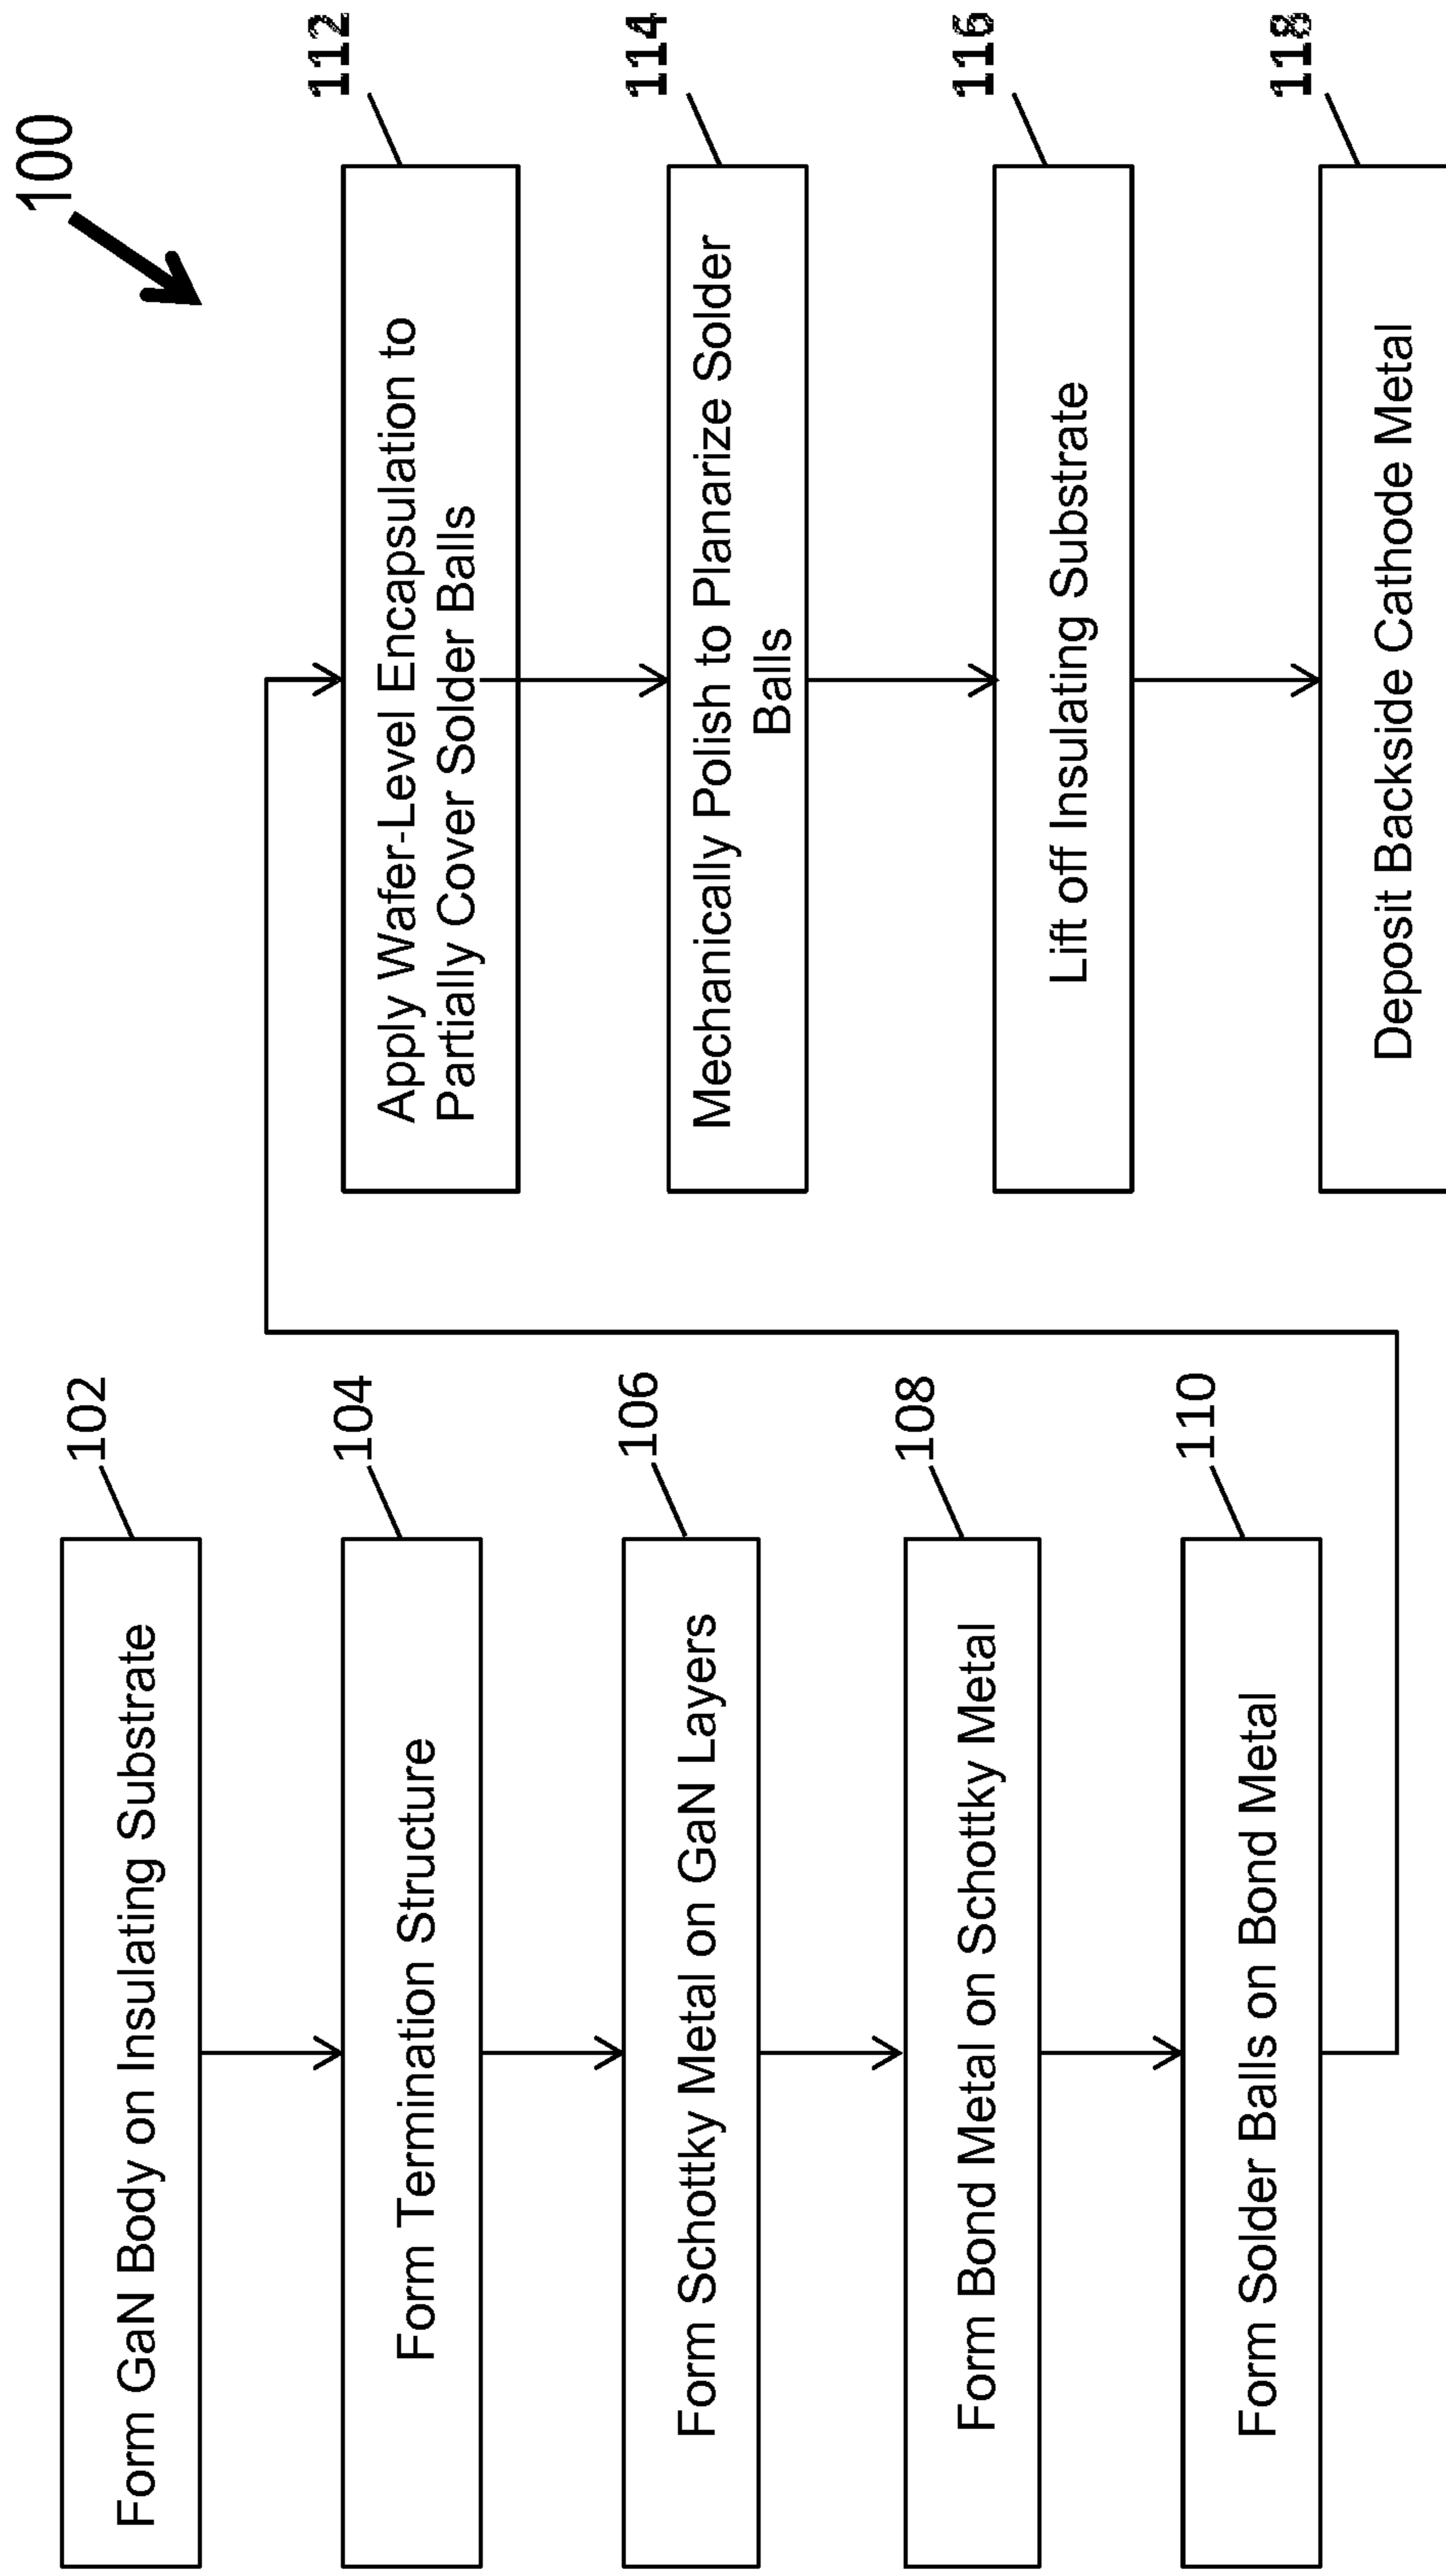 100
Form GaN Body on Insulating Substrate
102
Form Termination Structure
104
Form Schottky Metal on GaN Layers
106
Form Bond Metal on Schottky Metal
108
Form Solder Balls on Bond Metal
110
Apply Wafer-Level Encapsulation to
Partially Cover Solder Balls
112
Mechanically Polish to Planarize Solder
Balls
114
Lift off Insulating Substrate
116
Deposit Backside Cathode Metal
118